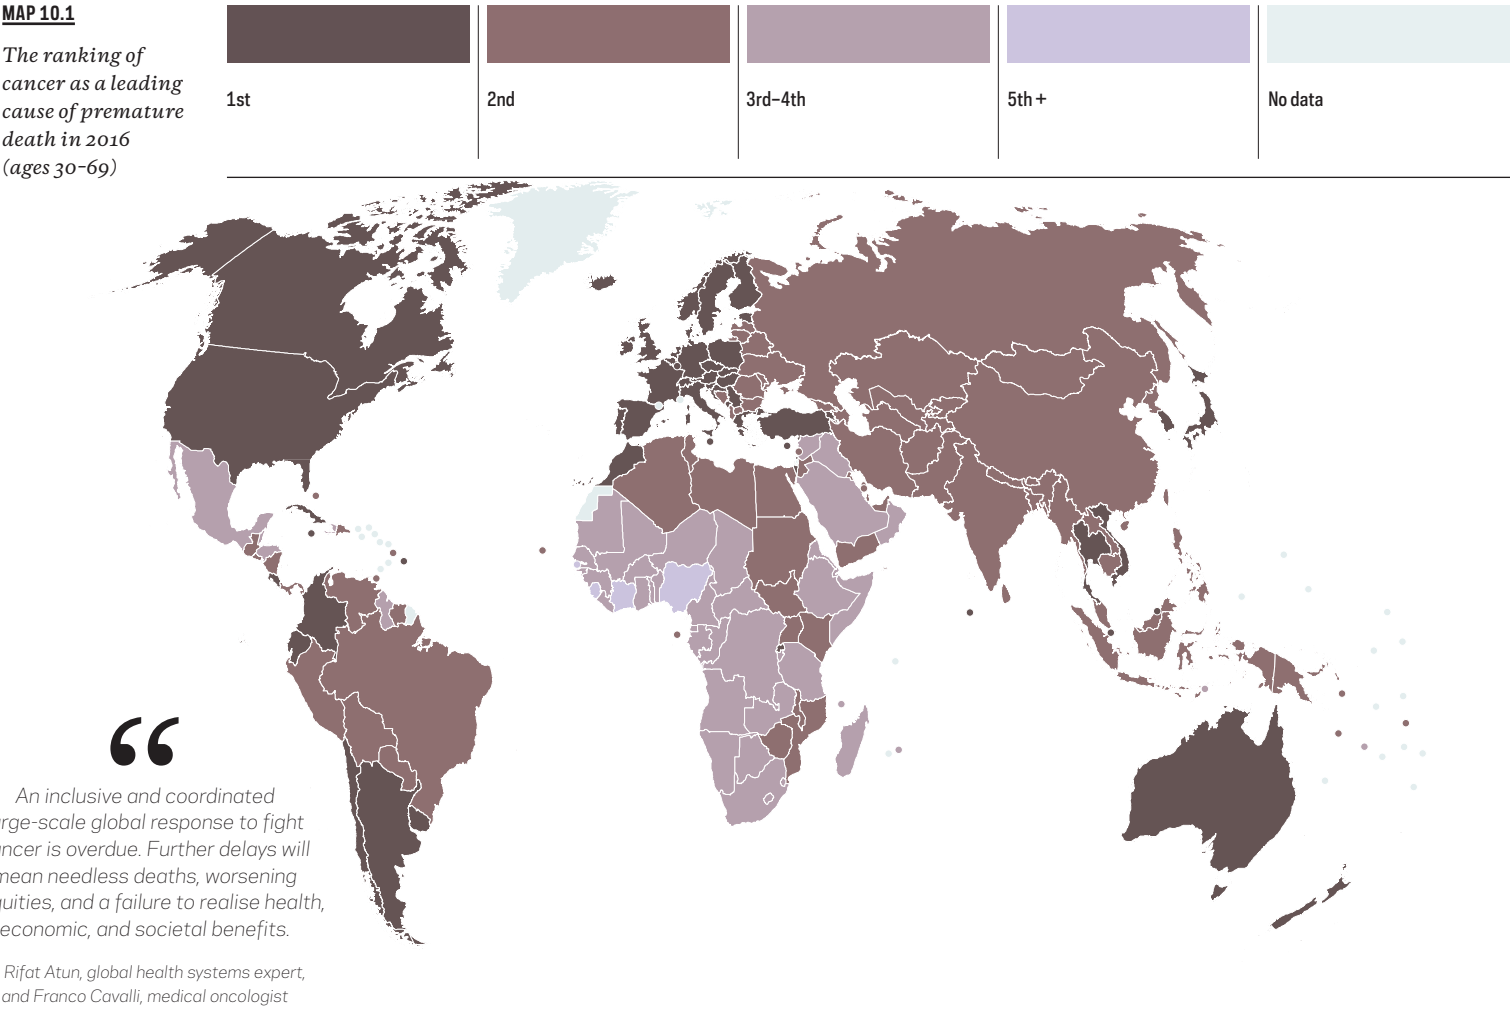 MAP 10.1
The ranking of
cancer as a leading
cause of premature
death in 2016
(ages 30-69)
1st
2nd
3rd–4th
5th +
No data
“
An inclusive and coordinated
rge-scale global response to fight
ncer is overdue. Further delays will
mean needless deaths, worsening
uities, and a failure to realise health,
economic, and societal benefits.
Rifat Atun, global health systems expert,
and Franco Cavalli, medical oncologist